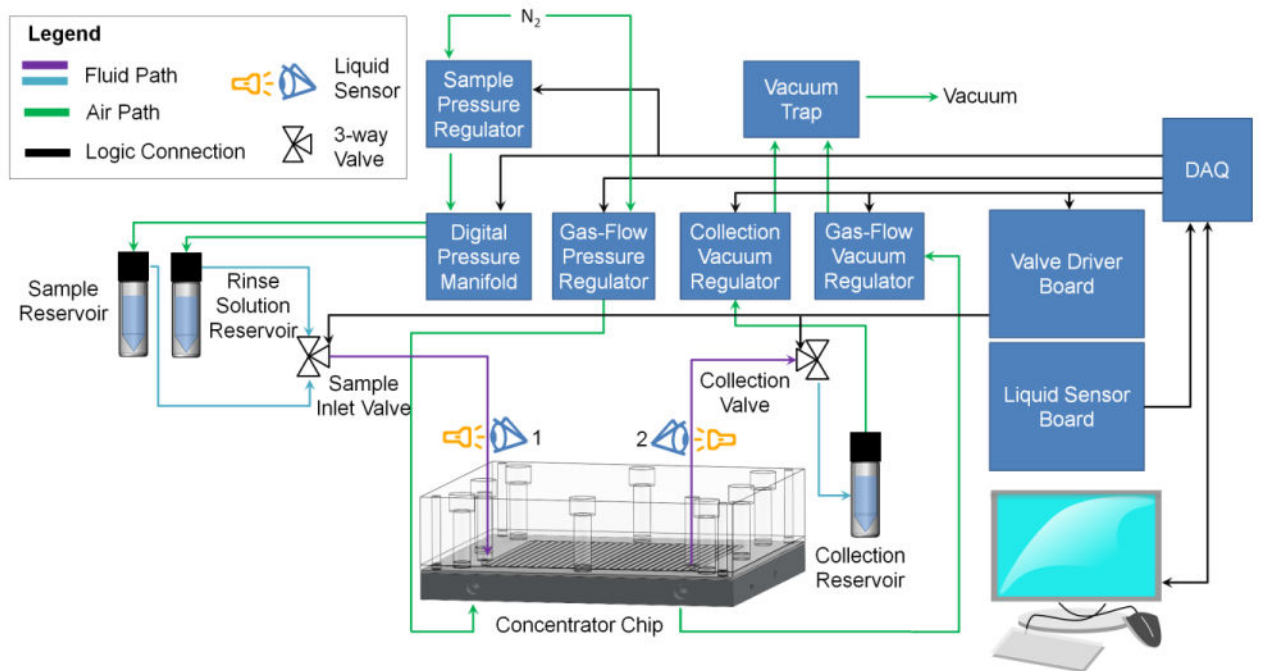 Legend
Fluid Path
Air Path
Logic Connection
Liquid
Sensor
3-way
Valve
N2
Sample
Pressure
Regulator
Vacuum
Trap
Vacuum
DAQ
Digital
Pressure
Manifold
Gas-Flow
Pressure
Regulator
Collection
Vacuum
Regulator
Gas-Flow
Vacuum
Regulator
Valve Driver
Board
Sample
Reservoir
Rinse
Solution
Reservoir
Sample
Inlet Valve
Collection
Valve
Liquid Sensor
Board
1
2
Collection
Reservoir
Concentrator Chip